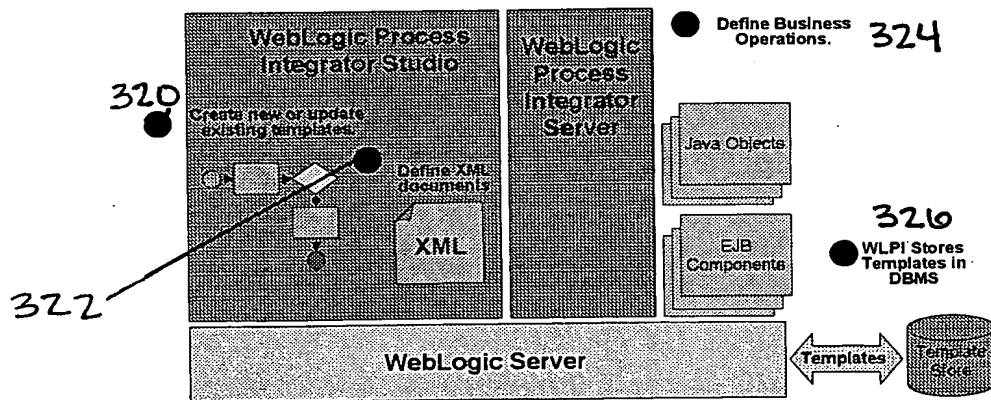 WebLogic Process
Integrator Studio
320
Create new or update
existing templates.
Define XML
documents
XML
322
WebLogic
Process
Integrator
Server
Define Business
Operations.
324
Java Objects
EJB
Components
326
WLPI Stores
Templates in
DBMS
WebLogic Server
Templates
Template
Store